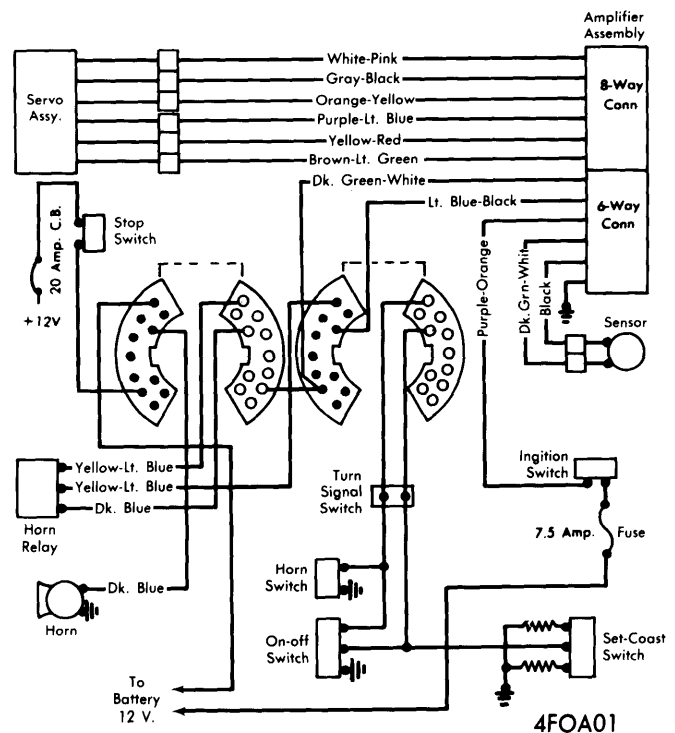 Amplifier
Assembly
White-Pink
Gray-Black
Orange-Yellow
Purple-Lt. Blue
Yellow-Red
Brown-Lt. Green
Dk. Green-White
Lt. Blue-Black
Servo
Assy.
8-Way
Conn
6-Way
Conn
20 Amp. C.B.
Stop
Switch
+12V
Purple-Orange
Dk. Grn-Whit
Black
Sensor
Ingition
Switch
7.5 Amp.
Fuse
Yellow-Lt. Blue
Yellow-Lt. Blue
Dk. Blue
Horn
Relay
Turn
Signal
Switch
Dk. Blue
Horn
Horn
Switch
On-off
Switch
Set-Coast
Switch
To
Battery
12 V.
4FOA01